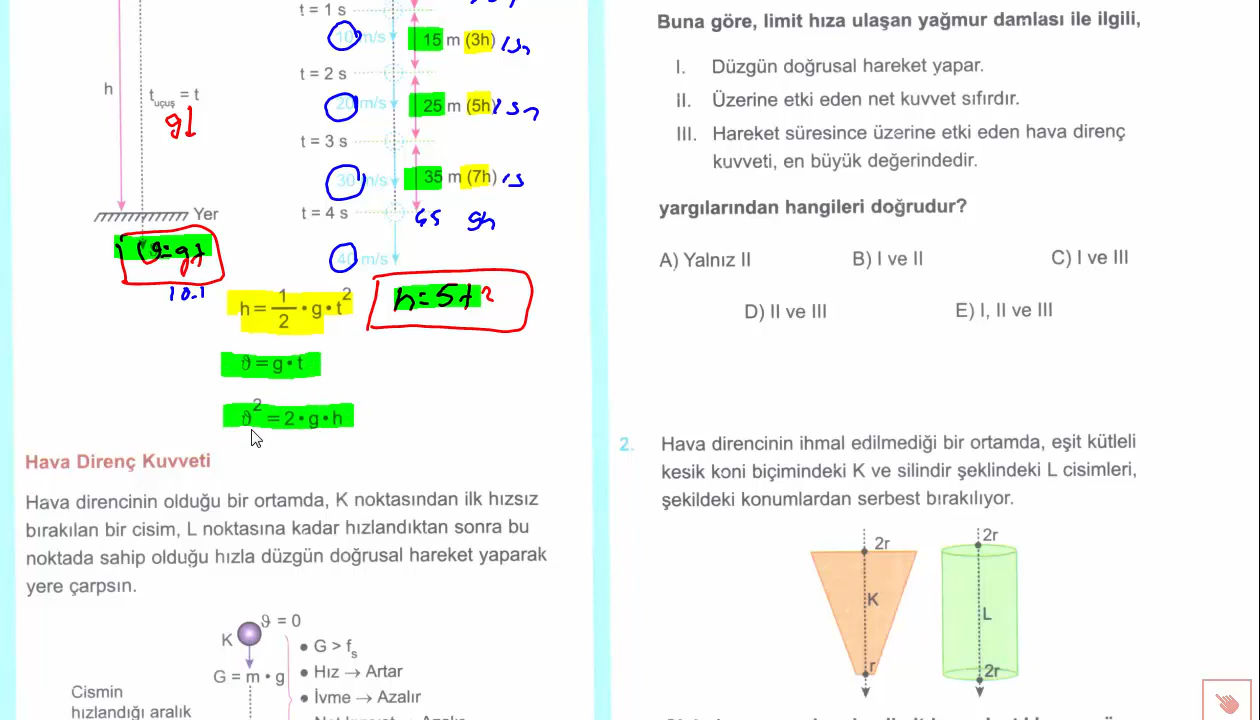 t = 1 s
10 m/s
15 m (3h) 1sn
t = 2 s
h
t uçuş = t
20 m/s
25 m (5h) 1sn
g↓
t = 3 s
30 m/s
35 m (7h) 1s
Yer
t = 4 s
45 9h
ϑ = gt
40 m/s
10.1
h = 1/2 • g • t²
h = 5t²
ϑ = g • t
ϑ² = 2 • g • h
Hava Direnç Kuvveti
Hava direncinin olduğu bir ortamda, K noktasından ilk hızsız
bırakılan bir cisim, L noktasına kadar hızlandıktan sonra bu
noktada sahip olduğu hızla düzgün doğrusal hareket yaparak
yere çarpsın.
ϑ = 0
K
• G > fs
G = m • g
• Hız → Artar
Cismin
• İvme → Azalır
hızlandığı aralık
Buna göre, limit hıza ulaşan yağmur damlası ile ilgili,
I. Düzgün doğrusal hareket yapar.
II. Üzerine etki eden net kuvvet sıfırdır.
III. Hareket süresince üzerine etki eden hava direnç
kuvveti, en büyük değerindedir.
yargılarından hangileri doğrudur?
A) Yalnız II B) I ve II C) I ve III
D) II ve III E) I, II ve III
2. Hava direncinin ihmal edilmediği bir ortamda, eşit kütleli
kesik koni biçimindeki K ve silindir şeklindeki L cisimleri,
şekildeki konumlardan serbest bırakılıyor.
2r 2r
K L
r 2r